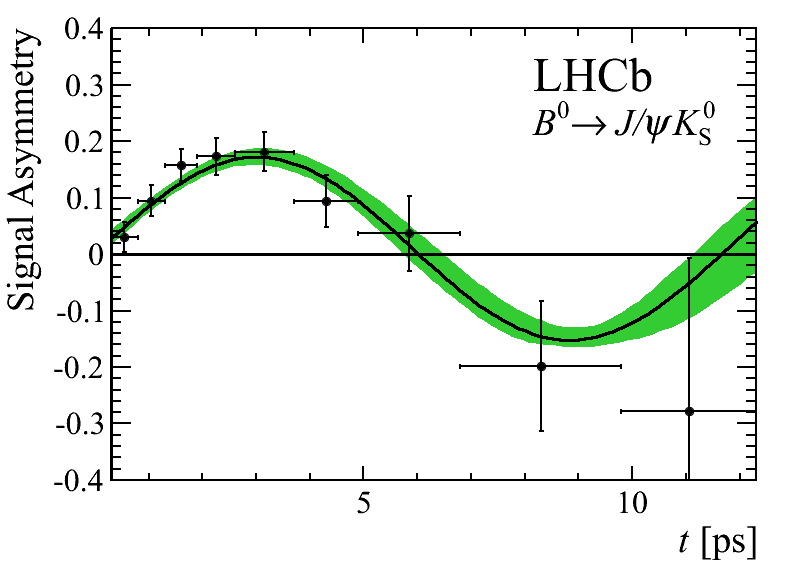 Signal Asymmetry
0.4
0.3
0.2
0.1
0
-0.1
-0.2
-0.3
-0.4
LHCb
B⁰→ J/ψK⁰S
5
10
t [ps]